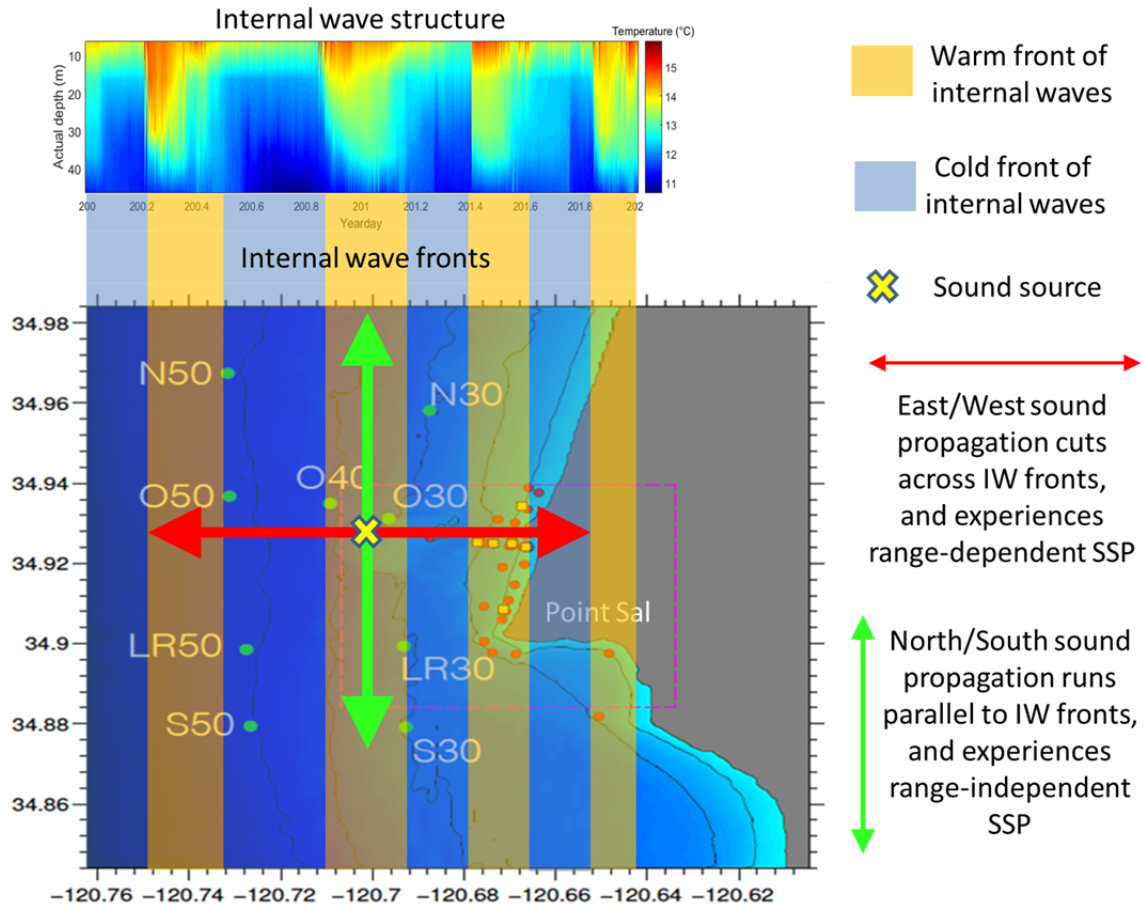 Internal wave structure
Temperature (°C)
Actual depth (m)
10
20
30
40
15
14
13
12
11
200
200.2
200.4
200.6
200.8
201
201.2
201.4
201.6
201.8
202
Yearday
Internal wave fronts
34.98
34.96
34.94
34.92
34.9
34.88
34.86
N50
N30
O40
O50
O30
Point Sal
LR50
LR30
S50
S30
−120.76
−120.74
−120.72
−120.7
−120.68
−120.66
−120.64
−120.62
Warm front of
internal waves
Cold front of
internal waves
Sound source
East/West sound
propagation cuts
across IW fronts,
and experiences
range-dependent SSP
North/South sound
propagation runs
parallel to IW fronts,
and experiences
range-independent
SSP